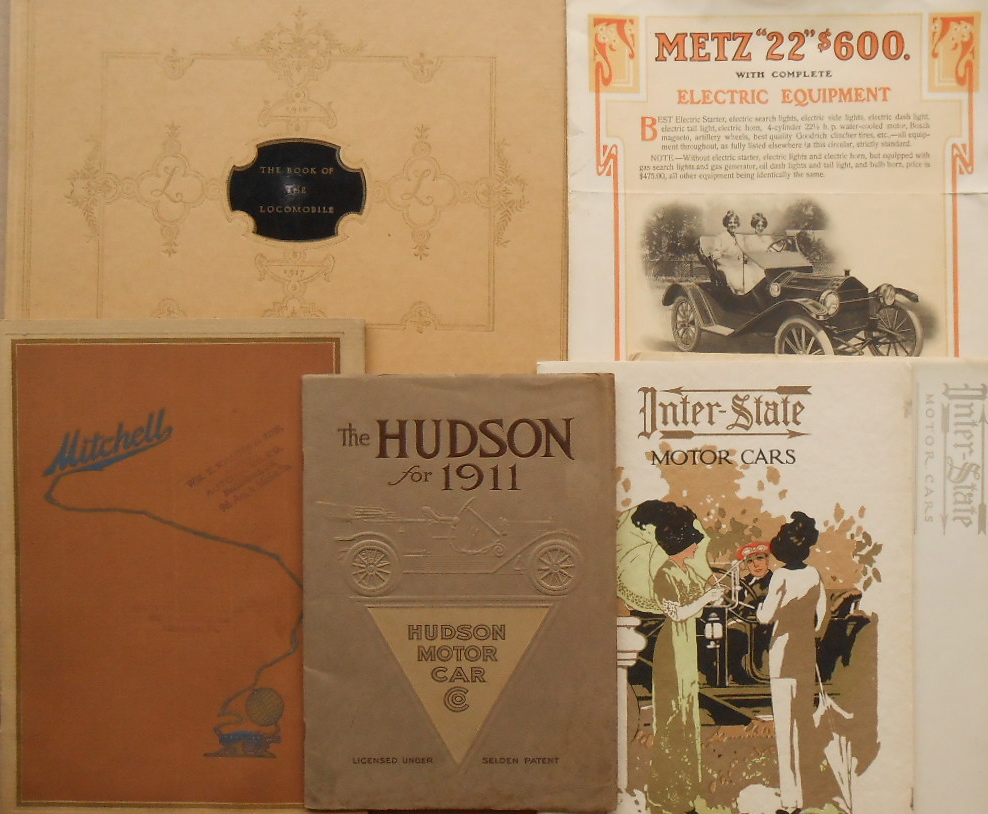 1916
THE BOOK OF
THE
LOCOMOBILE
L
L
1917
METZ "22" $600.
WITH COMPLETE
ELECTRIC EQUIPMENT
BEST Electric Starter, electric search lights, electric side lights, electric dash light,
electric tail light, electric horn, 4-cylinder 22½ h. p. water-cooled motor, Bosch
magneto, artillery wheels, best quality Goodrich clincher tires, etc.,—all equip-
ment throughout, as fully listed elsewhere in this circular, strictly standard.
NOTE.—Without electric starter, electric lights and electric horn, but equipped with
gas search lights and gas generator, oil dash lights and tail light, and bulb horn, price is
$475.00, all other equipment being identically the same.
Mitchell
The HUDSON
for 1911
HUDSON
MOTOR
CAR
CO
LICENSED UNDER SELDEN PATENT
Inter-State
MOTOR CARS
Inter-State
MOTOR CARS